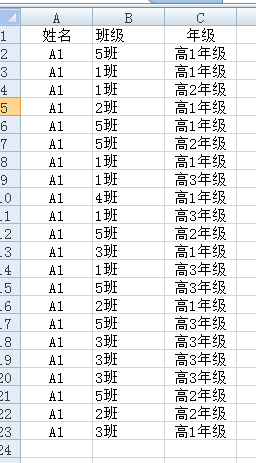 A B C
1 姓名 班级 年级
2 A1 5班 高1年级
3 A1 1班 高1年级
4 A1 1班 高2年级
5 A1 2班 高1年级
6 A1 5班 高1年级
7 A1 5班 高2年级
8 A1 1班 高1年级
9 A1 1班 高3年级
10 A1 4班 高1年级
11 A1 1班 高3年级
12 A1 5班 高2年级
13 A1 3班 高1年级
14 A1 1班 高3年级
15 A1 5班 高3年级
16 A1 2班 高1年级
17 A1 5班 高3年级
18 A1 3班 高3年级
19 A1 3班 高3年级
20 A1 3班 高3年级
21 A1 5班 高2年级
22 A1 2班 高2年级
23 A1 3班 高1年级
24